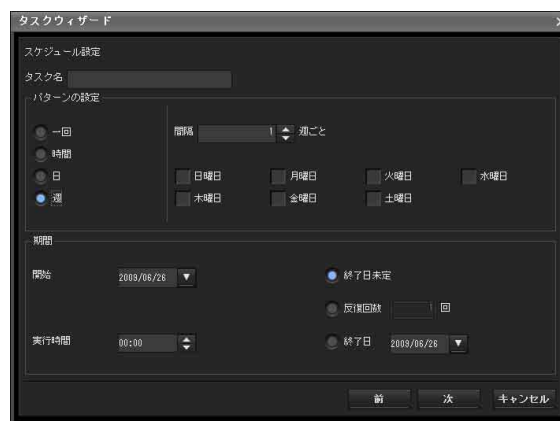 タスクウィザード
スケジュール設定
タスク名
パターンの設定
一回
時間
日
週
間隔 1 週ごと
日曜日 月曜日 火曜日 水曜日
木曜日 金曜日 土曜日
期間
開始 2009/06/26
終了日未定
反復回数 1 回
実行時間 00:00
終了日 2009/06/26
前 次 キャンセル